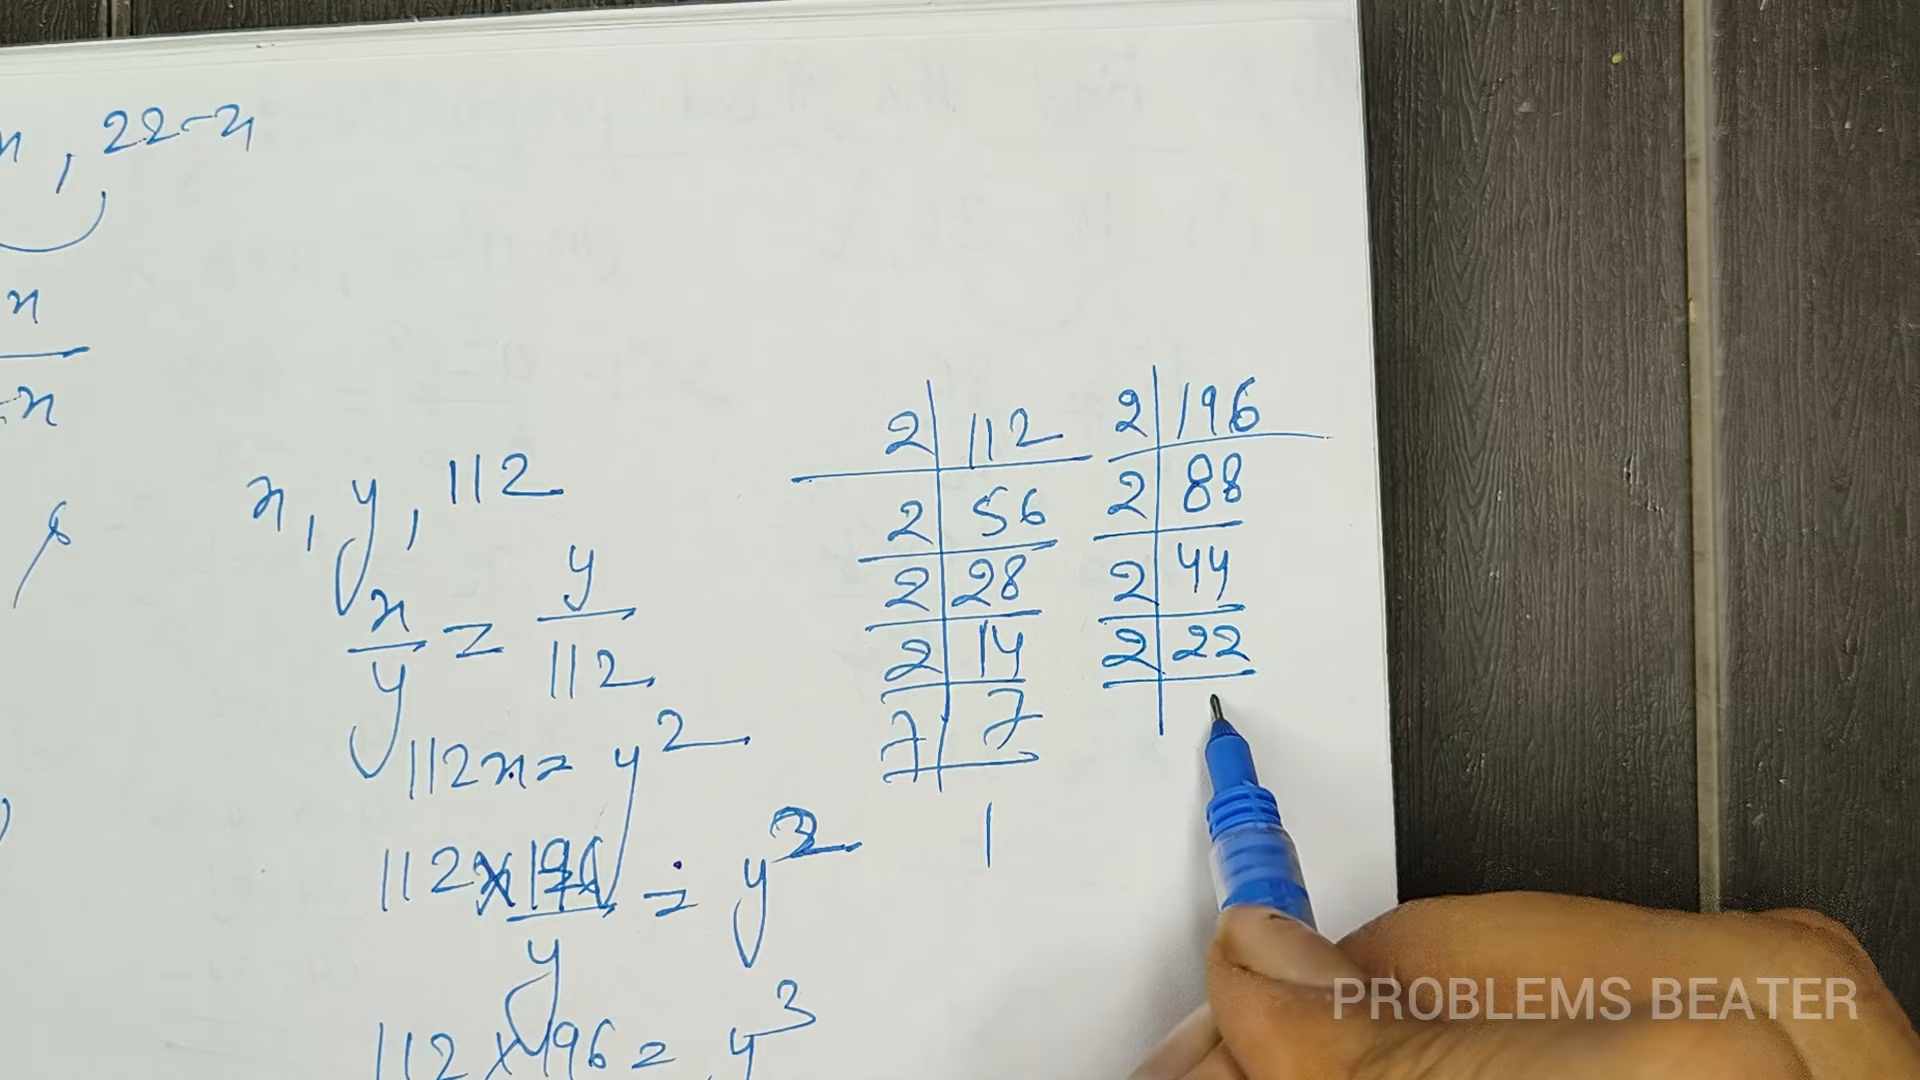 x, 22-x
x
-x
x, y, 112
x/y = y/112
112x = y²
112×196/y = y³
112×196 = y³
2 | 112
2 | 56
2 | 28
2 | 14
7 | 7
1
2 | 196
2 | 88
2 | 44
2 | 22
PROBLEMS BEATER